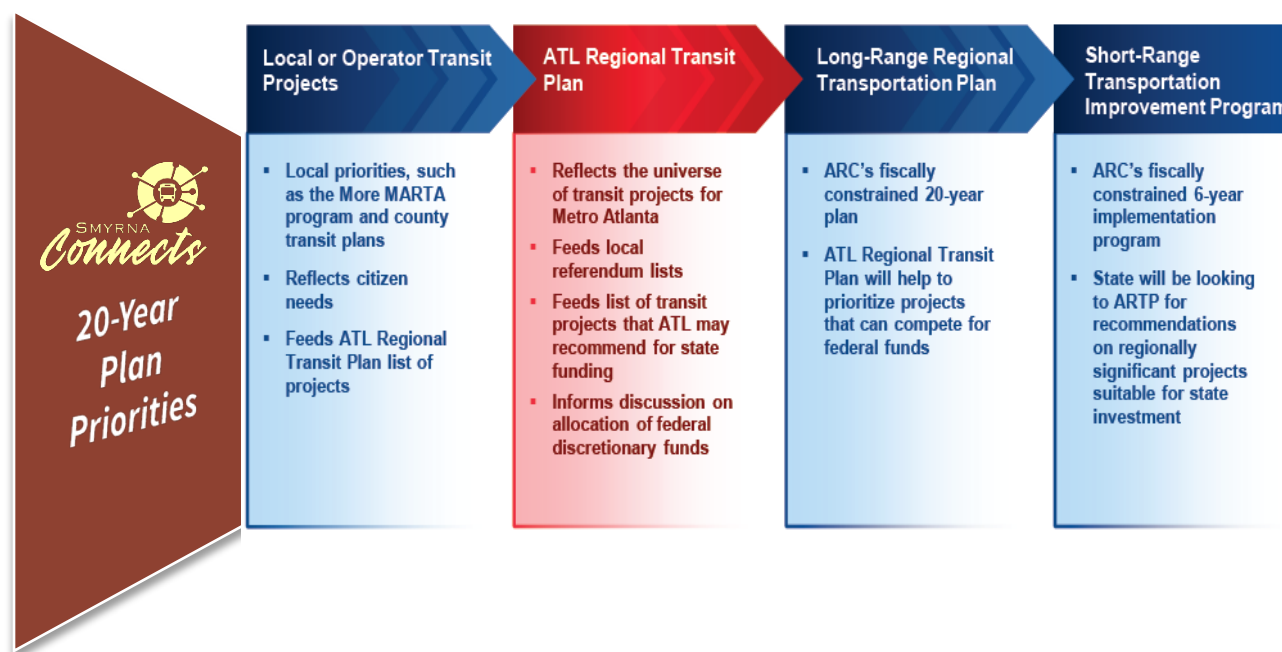 SMYRNA
Connects
20-Year
Plan
Priorities
Local or Operator Transit
Projects
▪ Local priorities, such
as the More MARTA
program and county
transit plans
▪ Reflects citizen
needs
▪ Feeds ATL Regional
Transit Plan list of
projects
ATL Regional Transit
Plan
▪ Reflects the universe
of transit projects for
Metro Atlanta
▪ Feeds local
referendum lists
▪ Feeds list of transit
projects that ATL may
recommend for state
funding
▪ Informs discussion on
allocation of federal
discretionary funds
Long-Range Regional
Transportation Plan
▪ ARC's fiscally
constrained 20-year
plan
▪ ATL Regional Transit
Plan will help to
prioritize projects
that can compete for
federal funds
Short-Range
Transportation
Improvement Program
▪ ARC's fiscally
constrained 6-year
implementation
program
▪ State will be looking
to ARTP for
recommendations
on regionally
significant projects
suitable for state
investment